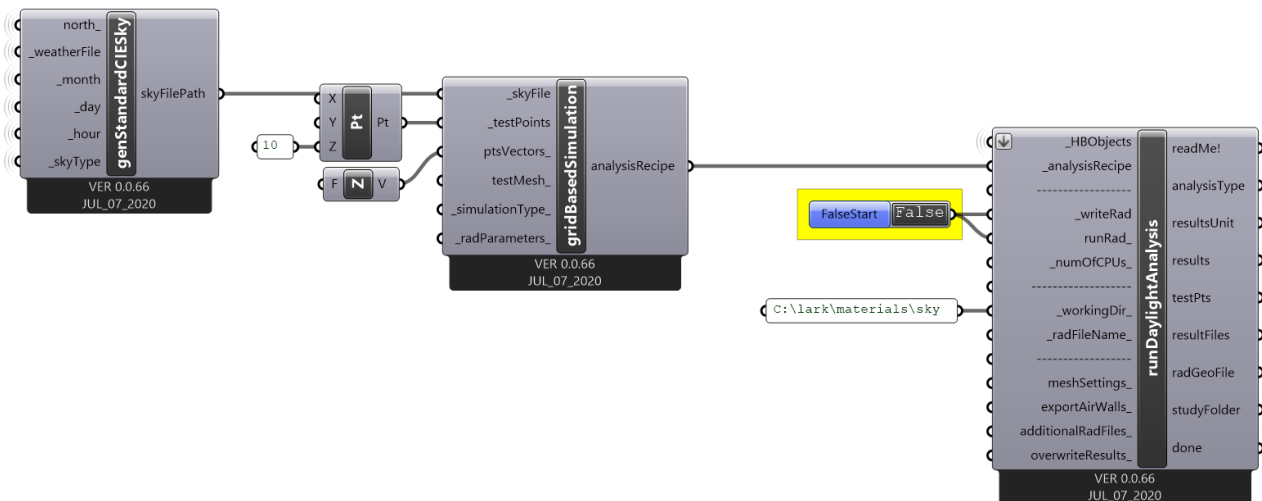 north_
_weatherFile
_month
_day
_hour
_skyType
genStandardCIESky
skyFilePath
VER 0.0.66
JUL_07_2020
10
X
Y
Z
Pt
Pt
F
Z
V
_skyFile
_testPoints
ptsVectors_
testMesh_
_simulationType_
_radParameters_
gridBasedSimulation
analysisRecipe
VER 0.0.66
JUL_07_2020
FalseStart False
C:\lark\materials\sky
_HBObjects
_analysisRecipe
--------------------
_writeRad
runRad_
_numOfCPUs_
--------------------
_workingDir_
_radFileName_
--------------------
meshSettings_
exportAirWalls_
additionalRadFiles_
overwriteResults_
runDaylightAnalysis
readMe!
analysisType
resultsUnit
results
testPts
resultFiles
radGeoFile
studyFolder
done
VER 0.0.66
JUL_07_2020